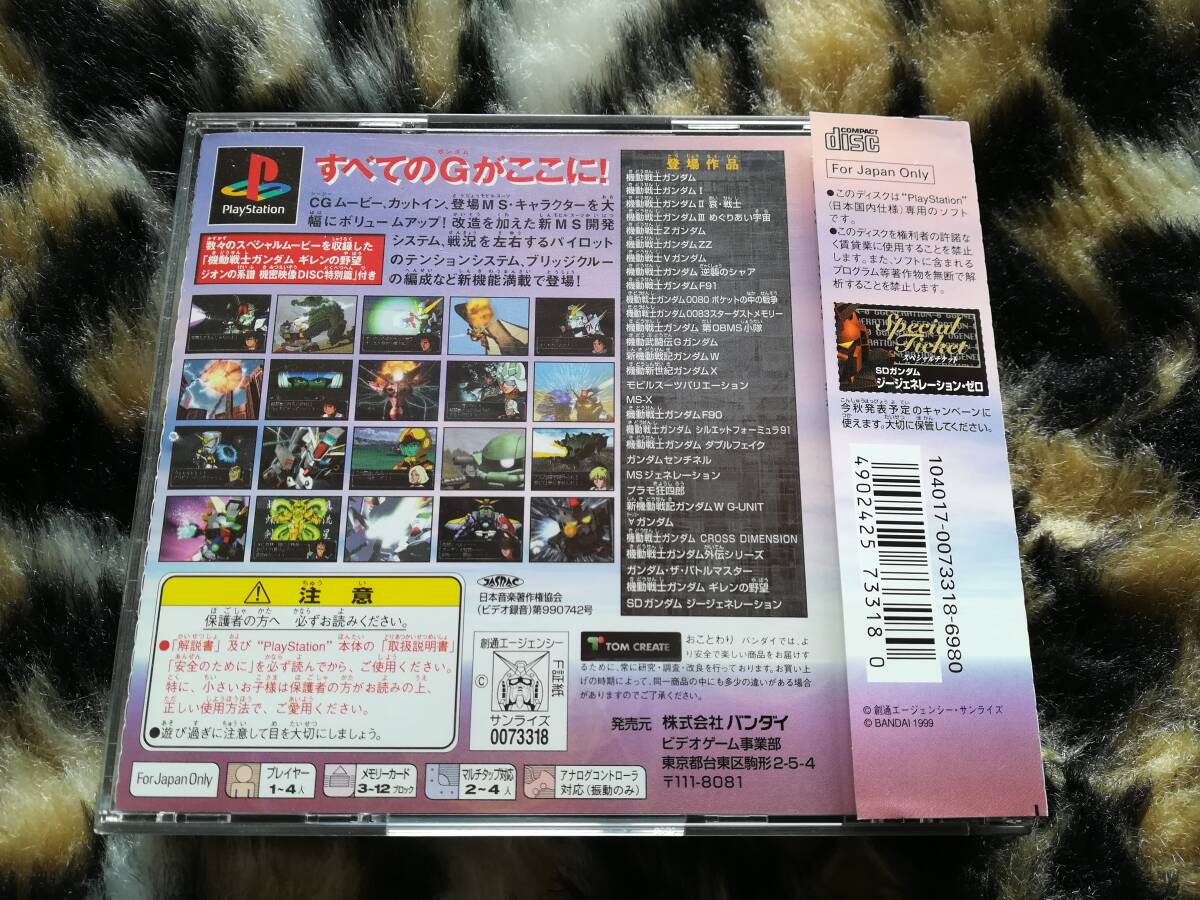 PlayStation
すべてのGがここに!
CGムービー、カットイン、登場MS・キャラクターを大
幅にボリュームアップ! 改造を加えた新MS開発
システム、戦況を左右するパイロット
のテンションシステム、ブリッジクルー
の編成など新機能満載で登場!
数々のスペシャルムービーを収録した
「機動戦士ガンダム ギレンの野望
ジオンの系譜 機密映像DISC特別篇」付き
登場作品
機動戦士ガンダム
機動戦士ガンダムⅠ
機動戦士ガンダムⅡ 哀・戦士
機動戦士ガンダムⅢ めぐりあい宇宙
機動戦士Zガンダム
機動戦士ガンダムZZ
機動戦士Vガンダム
機動戦士ガンダム 逆襲のシャア
機動戦士ガンダムF91
機動戦士ガンダム0080 ポケットの中の戦争
機動戦士ガンダム0083スターダストメモリー
機動戦士ガンダム 第08MS小隊
機動武闘伝Gガンダム
新機動戦記ガンダムW
機動新世紀ガンダムX
モビルスーツバリエーション
MS-X
機動戦士ガンダムF90
機動戦士ガンダム シルエットフォーミュラ91
機動戦士ガンダム ダブルフェイク
ガンダムセンチネル
MSジェネレーション
プラモ狂四郎
新機動戦記ガンダムW G-UNIT
∀ガンダム
機動戦士ガンダム CROSS DIMENSION
機動戦士ガンダム外伝シリーズ
ガンダム・ザ・バトルマスター
機動戦士ガンダム ギレンの野望
SDガンダム ジージェネレーション
注意
保護者の方へ 必ずお読みください。
●「解説書」及び"PlayStation"本体の「取扱説明書」
「安全のために」を必ず読んでから、ご使用ください。
特に、小さいお子様は保護者の方がお読みの上、
正しい使用方法で、ご愛用ください。
●遊び過ぎに注意して目を大切にしましょう。
JASRAC
日本音楽著作権協会
(ビデオ録音)第990742号
創通エージェンシー
©
F証紙
サンライズ
0073318
TOM CREATE
おことわり バンダイでは、よ
り安全で楽しい商品をお届けす
るために、常に研究・調査・改良を行っております。お買い上
げの時期によって、同一商品の中にも多少の違いがある場合
がありますのでご了承ください。
発売元 株式会社 バンダイ
ビデオゲーム事業部
東京都台東区駒形2-5-4
〒111-8081
For Japan Only
プレイヤー
1~4人
メモリーカード
3~12ブロック
マルチタップ対応
2~4人
アナログコントローラ
対応(振動のみ)
COMPACT
disc
For Japan Only
●このディスクは"PlayStation"
(日本国内仕様)専用のソフト
です。
●このディスクを権利者の許諾な
く賃貸業に使用することを禁止
します。また、ソフトに含まれる
プログラム等著作物を無断で解
析することを禁止します。
Special
Ticket
スペシャルチケット
SDガンダム
ジージェネレーション・ゼロ
今秋発表予定のキャンペーンに
使えます。大切に保管してください。
4902425 733180
104017-0073318-6980
© 創通エージェンシー・サンライズ
© BANDAI 1999